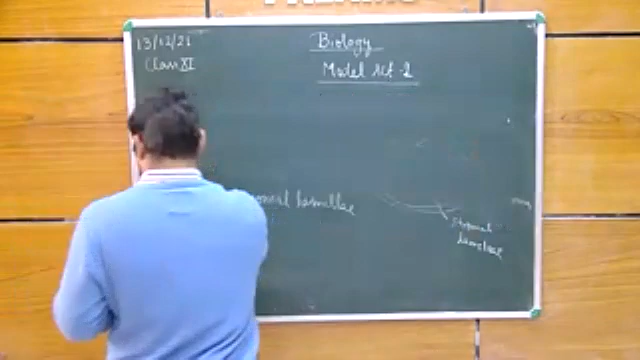 13/12/21
Class XI
Biology
Model set-2
lamellae
Stromal
lamellae